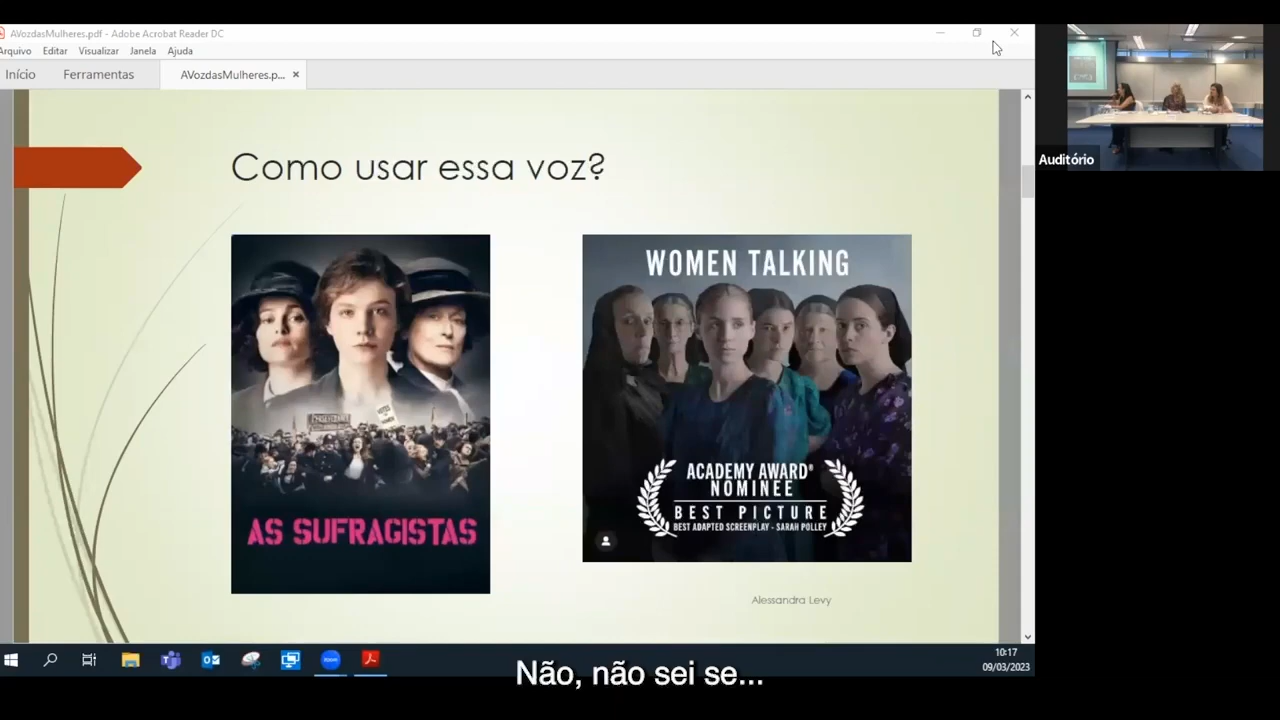 AVozdasMulheres.pdf - Adobe Acrobat Reader DC
Arquivo Editar Visualizar Janela Ajuda
Início Ferramentas AVozdasMulheres.p... ×
Auditório
Como usar essa voz?
AS SUFRAGISTAS
WOMEN TALKING
ACADEMY AWARD®
NOMINEE
BEST PICTURE
BEST ADAPTED SCREENPLAY - SARAH POLLEY
Alessandra Levy
zoom
10:17
09/03/2023
Não, não sei se...